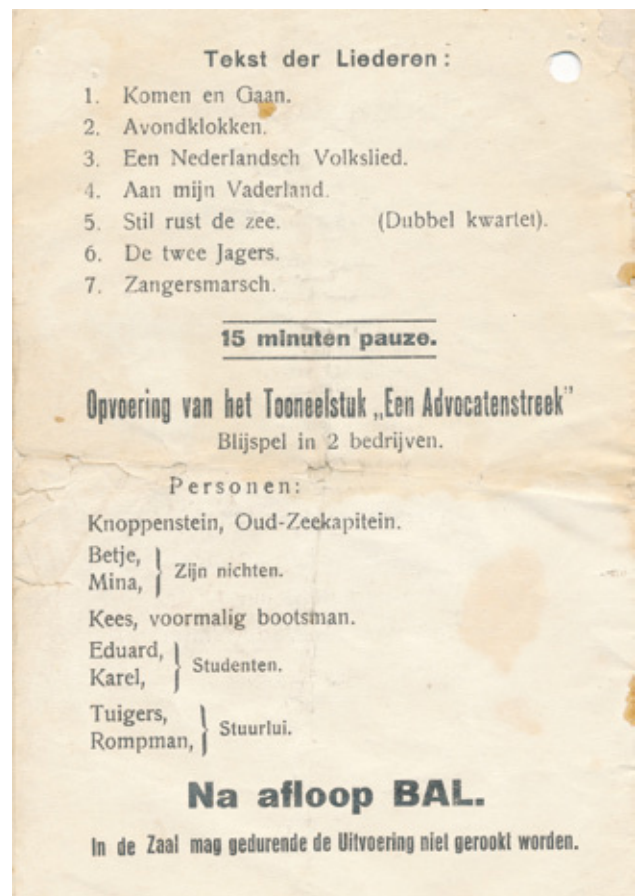 Tekst der Liederen:
1. Komen en Gaan.
2. Avondklokken.
3. Een Nederlandsch Volkslied.
4. Aan mijn Vaderland.
5. Stil rust de zee. (Dubbel kwartet).
6. De twee Jagers.
7. Zangersmarsch.
15 minuten pauze.
Opvoering van het Tooneelstuk „Een Advocatenstreek”
Blijspel in 2 bedrijven.
Personen:
Knoppenstein, Oud-Zeekapitein.
Betje,
Mina,
Zijn nichten.
Kees, voormalig bootsman.
Eduard,
Karel,
Studenten.
Tuigers,
Rompman,
Stuurlui.
Na afloop BAL.
In de Zaal mag gedurende de Uitvoering niet gerookt worden.